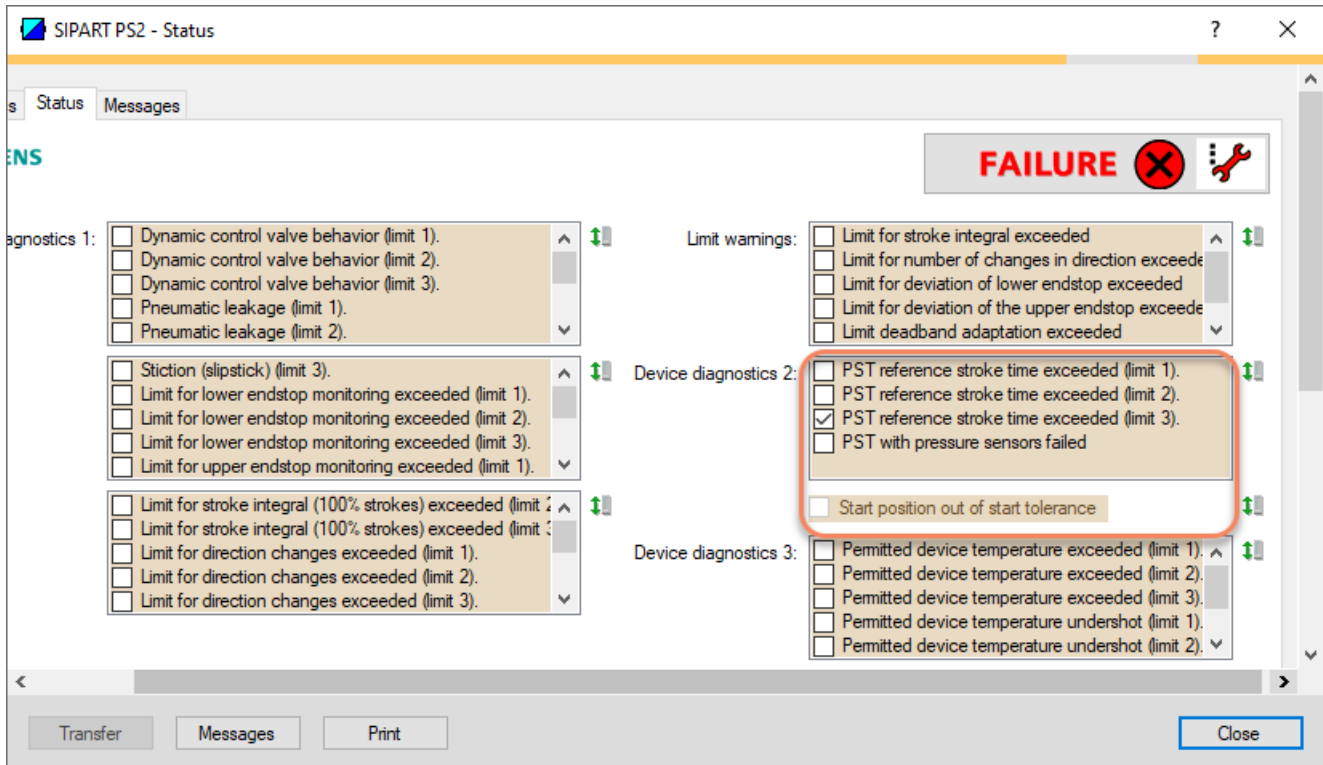 SIPART PS2 - Status
?
s
Status
Messages
ENS
FAILURE
agnostics 1:
Dynamic control valve behavior (limit 1).
Dynamic control valve behavior (limit 2).
Dynamic control valve behavior (limit 3).
Pneumatic leakage (limit 1).
Pneumatic leakage (limit 2).
Limit warnings:
Limit for stroke integral exceeded
Limit for number of changes in direction exceede
Limit for deviation of lower endstop exceeded
Limit for deviation of the upper endstop exceede
Limit deadband adaptation exceeded
Stiction (slipstick) (limit 3).
Limit for lower endstop monitoring exceeded (limit 1).
Limit for lower endstop monitoring exceeded (limit 2).
Limit for lower endstop monitoring exceeded (limit 3).
Limit for upper endstop monitoring exceeded (limit 1).
Device diagnostics 2:
PST reference stroke time exceeded (limit 1).
PST reference stroke time exceeded (limit 2).
PST reference stroke time exceeded (limit 3).
PST with pressure sensors failed
Start position out of start tolerance
Limit for stroke integral (100% strokes) exceeded (limit 2
Limit for stroke integral (100% strokes) exceeded (limit 3
Limit for direction changes exceeded (limit 1).
Limit for direction changes exceeded (limit 2).
Limit for direction changes exceeded (limit 3).
Device diagnostics 3:
Permitted device temperature exceeded (limit 1).
Permitted device temperature exceeded (limit 2).
Permitted device temperature exceeded (limit 3).
Permitted device temperature undershot (limit 1).
Permitted device temperature undershot (limit 2).
Transfer
Messages
Print
Close